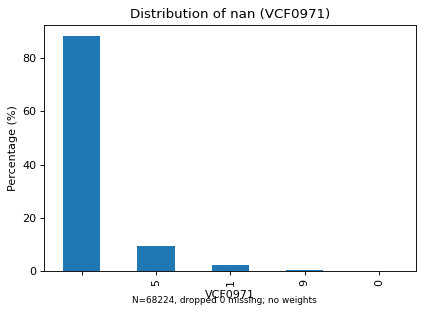 Distribution of nan (VCF0971)
Percentage (%)
80
60
40
20
0
5
1
9
0
VCF0971
N=68224, dropped 0 missing; no weights